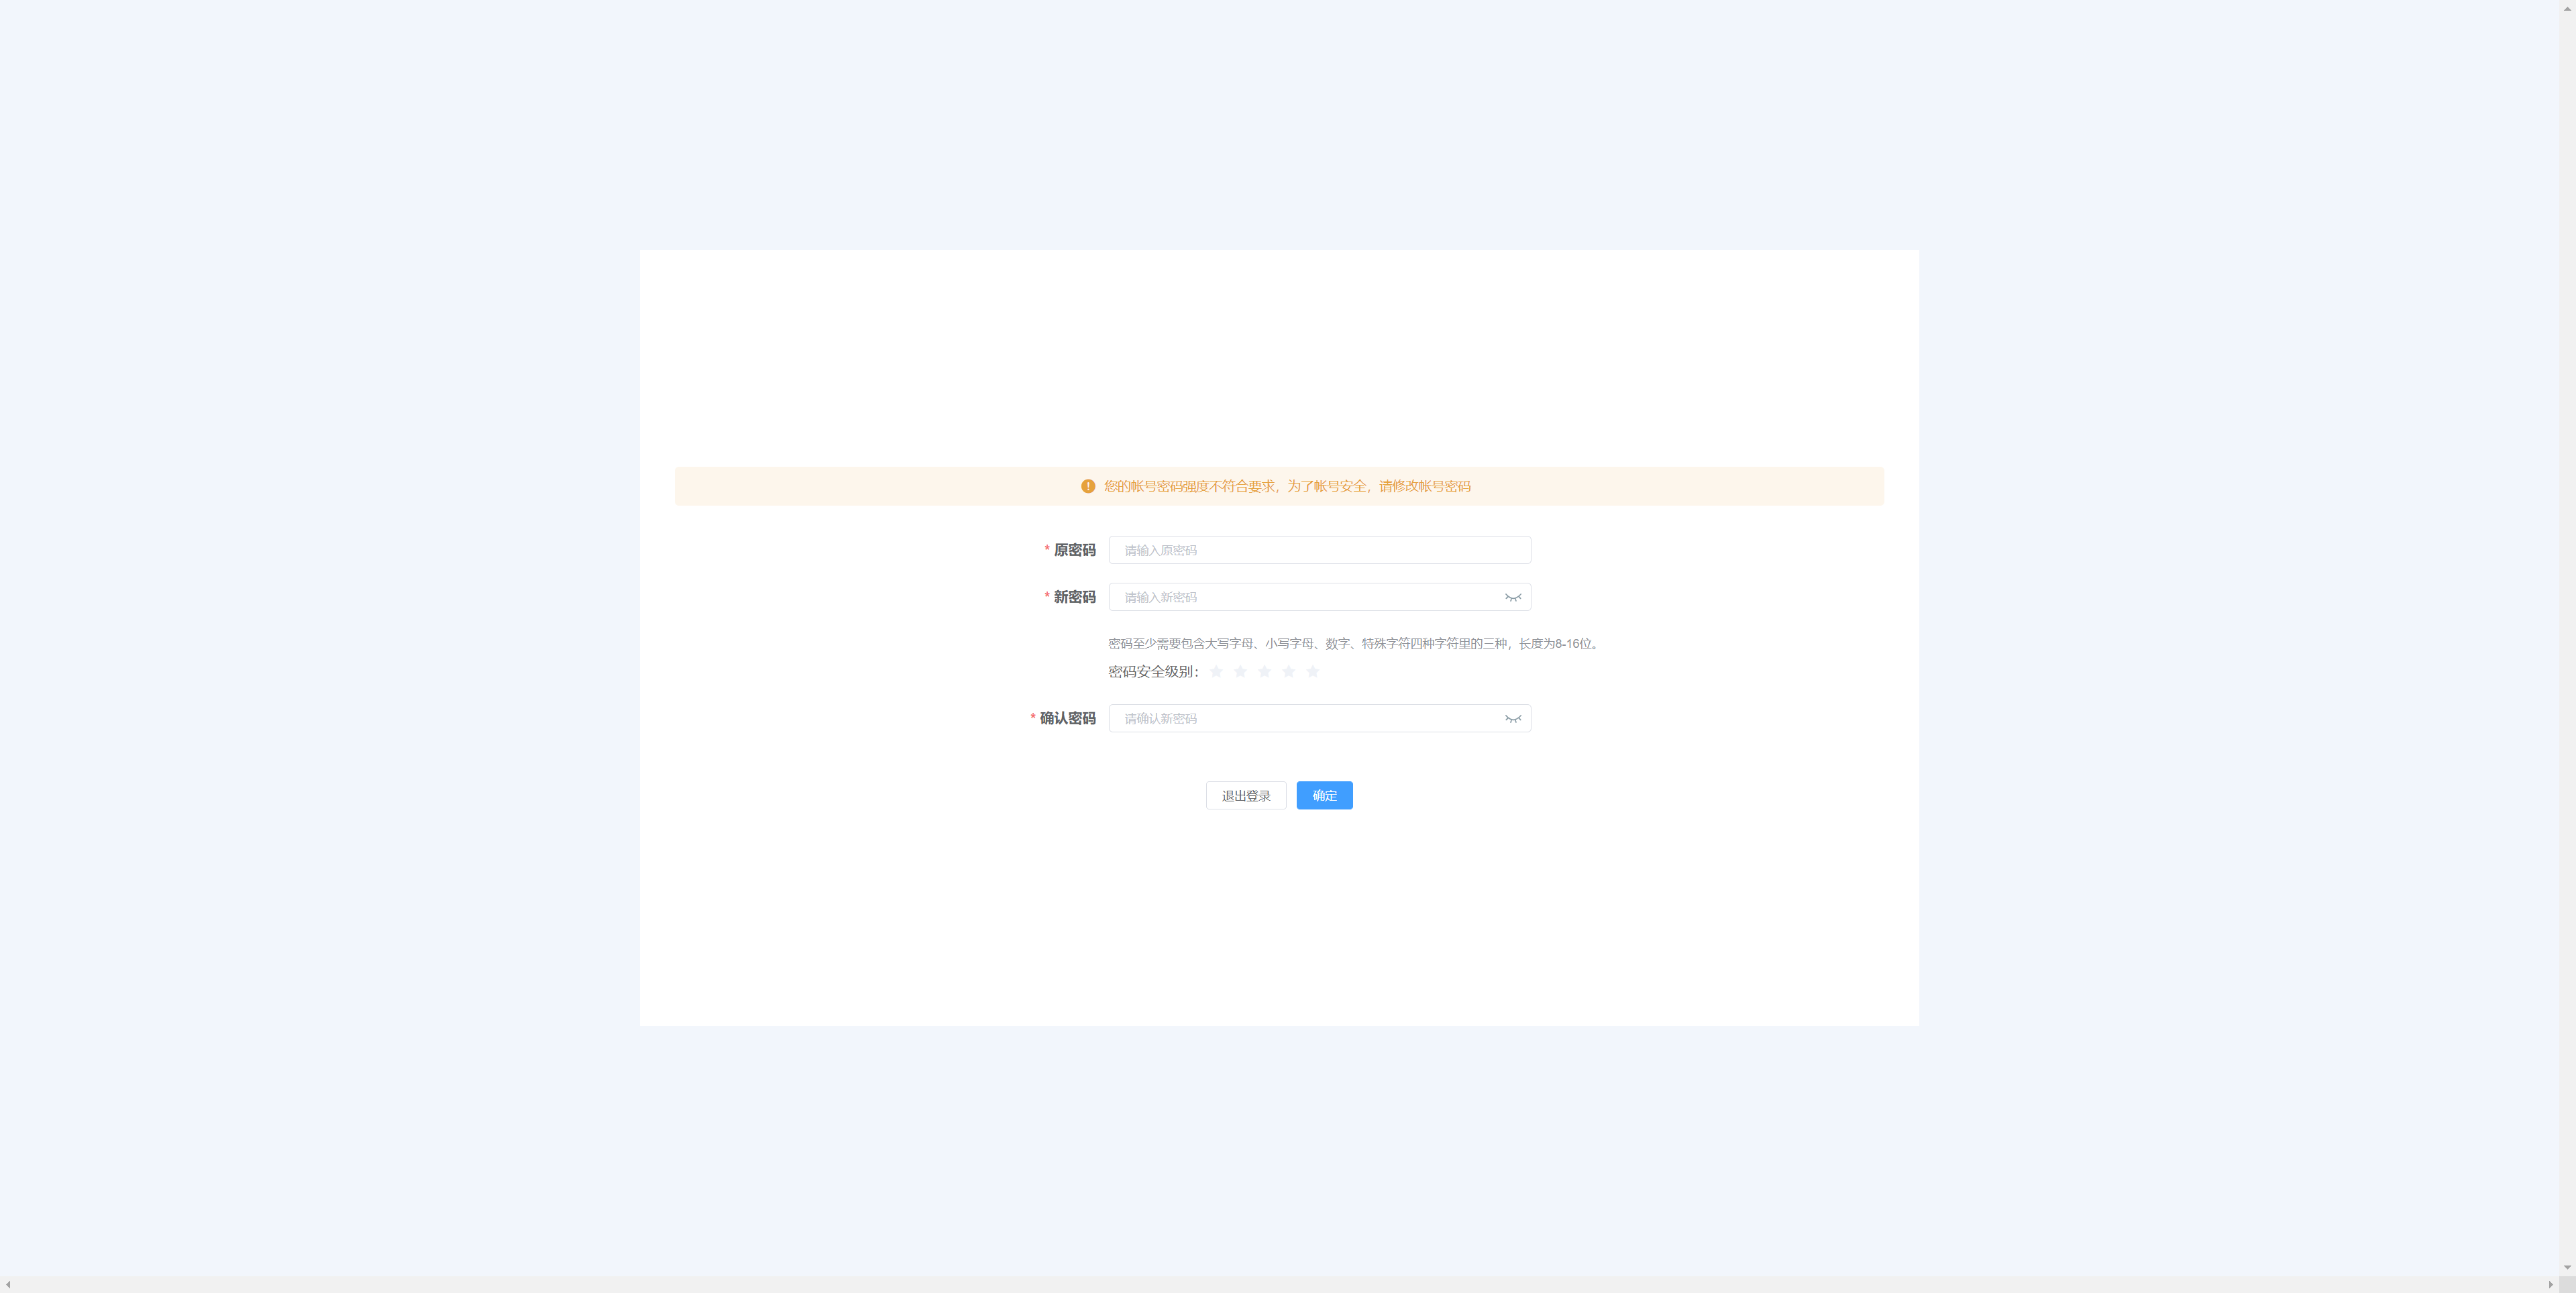 您的帐号密码强度不符合要求，为了帐号安全，请修改帐号密码
* 原密码 请输入原密码
* 新密码 请输入新密码
密码至少需要包含大写字母、小写字母、数字、特殊字符四种字符里的三种，长度为8-16位。
密码安全级别：
* 确认密码 请确认新密码
退出登录 确定